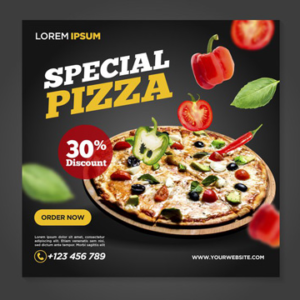 LOREM IPSUM
SPECIAL
PIZZA
30%
Discount
ORDER NOW
+123 456 789
WWW.YOURWEBSITE.COM